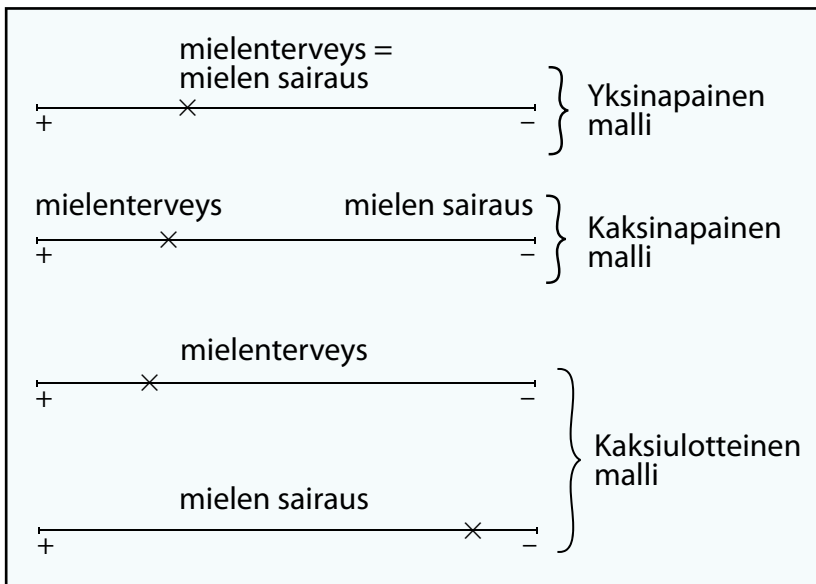 mielenterveys =
mielen sairaus
+ −
Yksinapainen
malli
mielenterveys mielen sairaus
+ −
Kaksinapainen
malli
mielenterveys
+ −
mielen sairaus
+ −
Kaksiulotteinen
malli